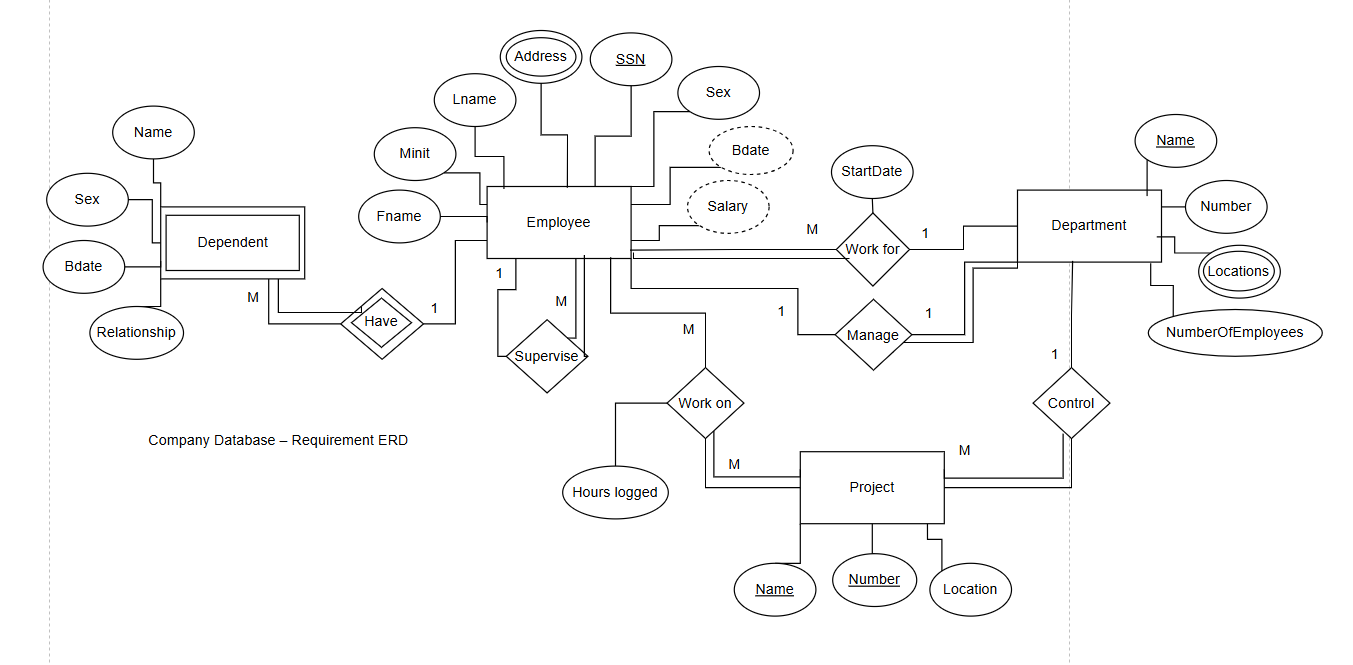 Address
SSN
Lname
Sex
Name
Minit
Bdate
StartDate
Name
Sex
Fname
Salary
Number
Employee
Department
Dependent
M
Work for
1
Bdate
Locations
1
M
M
1
Relationship
Have
Supervise
M
1
Manage
1
NumberOfEmployees
1
Work on
Control
Company Database – Requirement ERD
M
M
Hours logged
Project
Name
Number
Location